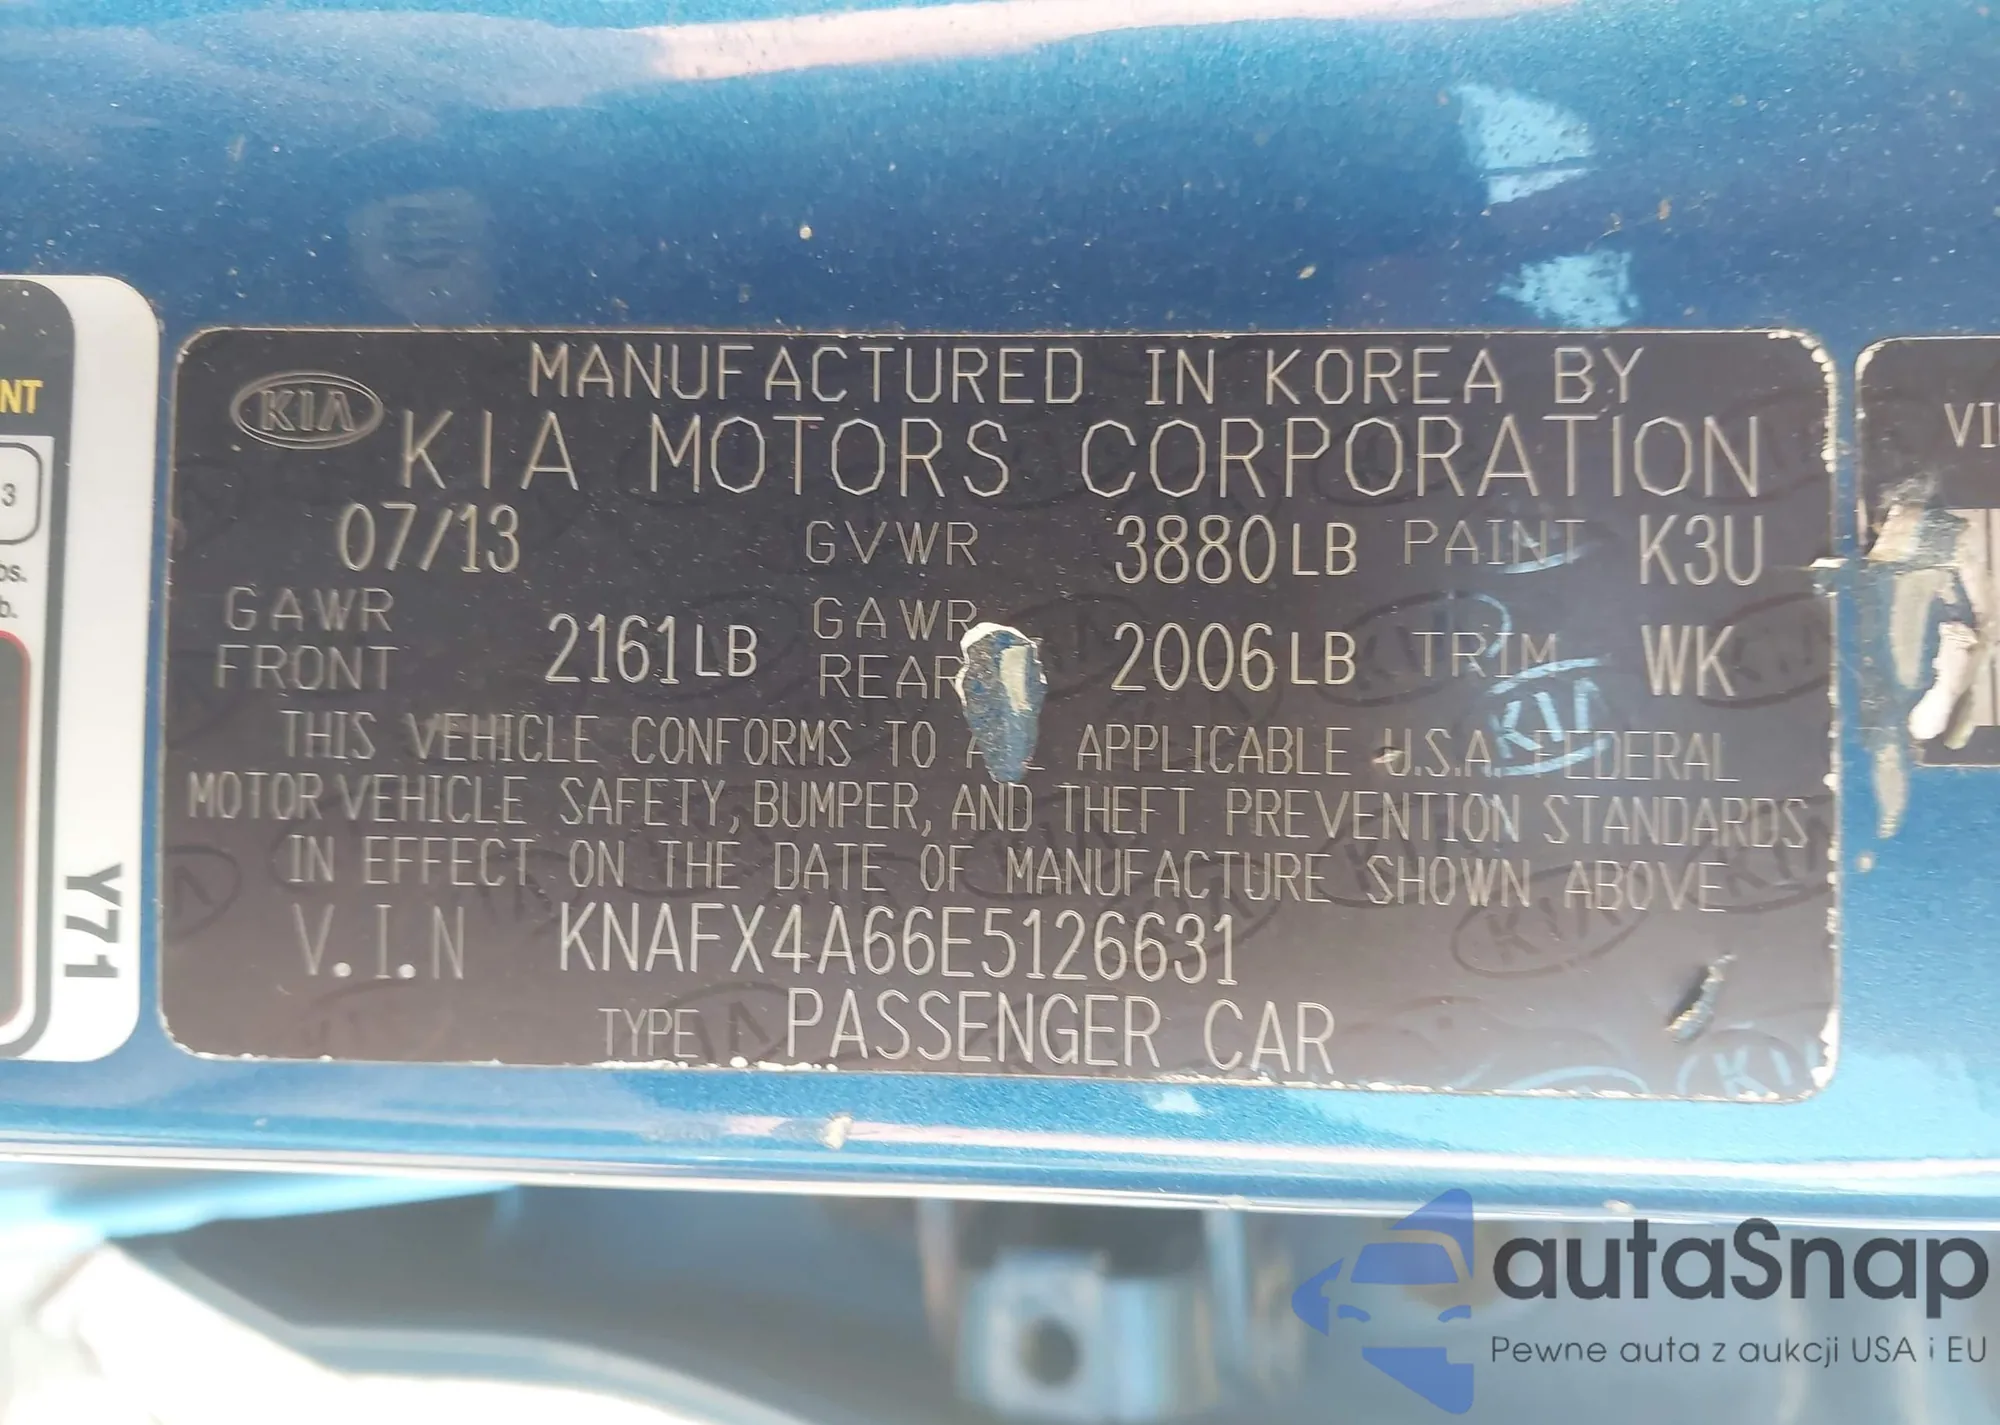 MANUFACTURED IN KOREA BY
KIA KIA MOTORS CORPORATION
07/13 GVWR 3880LB PAINT K3U
GAWR FRONT 2161LB GAWR REAR 2006LB TRIM WK
THIS VEHICLE CONFORMS TO APPLICABLE U.S.A. FEDERAL
MOTOR VEHICLE SAFETY, BUMPER, AND THEFT PREVENTION STANDARDS
IN EFFECT ON THE DATE OF MANUFACTURE SHOWN ABOVE
V.I.N KNAFX4A66E5126631
TYPE : PASSENGER CAR
NT
3
Y71
autaSnap
Pewne auta z aukcji USA i EU